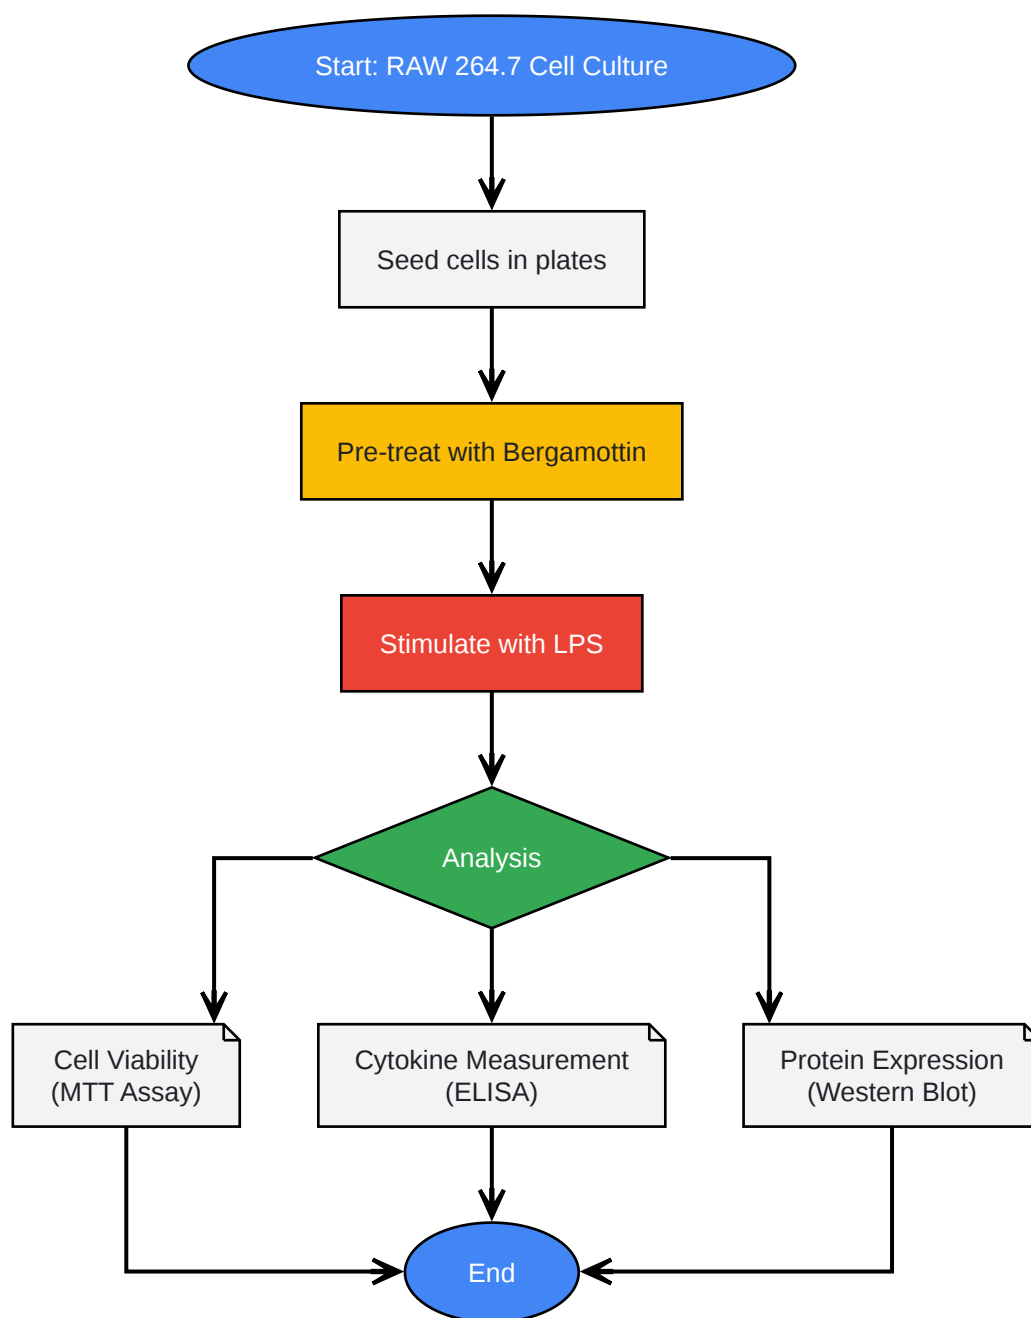 Start: RAW 264.7 Cell Culture
Seed cells in plates
Pre-treat with Bergamottin
Stimulate with LPS
Analysis
Cell Viability
(MTT Assay)
Cytokine Measurement
(ELISA)
Protein Expression
(Western Blot)
End